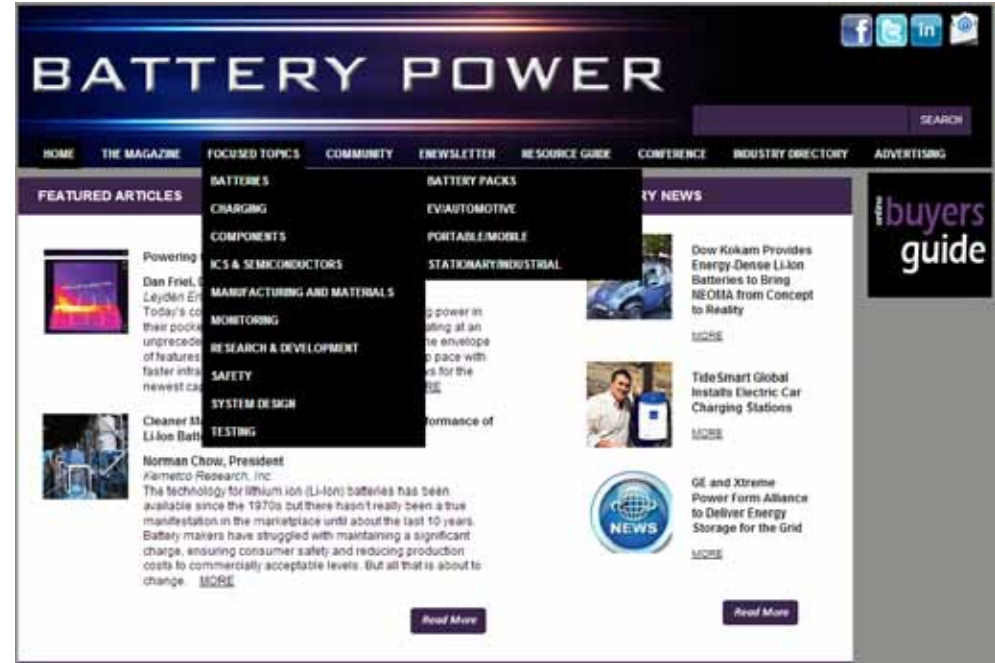 BATTERY POWER
SEARCH
HOME THE MAGAZINE FOCUSED TOPICS COMMUNITY ENEWSLETTER RESOURCE GUIDE CONFERENCE INDUSTRY DIRECTORY ADVERTISING
FEATURED ARTICLES
BATTERIES
CHARGING
COMPONENTS
ICS & SEMICONDUCTORS
MANUFACTURING AND MATERIALS
MONITORING
RESEARCH & DEVELOPMENT
SAFETY
SYSTEM DESIGN
TESTING
BATTERY PACKS
EV/AUTOMOTIVE
PORTABLE/MOBILE
STATIONARY/INDUSTRIAL
Powering
Dan Friel,
Leyden
Today's
g power in
their
ating at an
e envelope
of features
p pace with
faster
s for the
newest
Cleaner
formance of
Li-Ion
Norman Chow, President
Kemetco Research, Inc.
The technology for lithium ion (Li-Ion) batteries has been
available since the 1970s but there hasn't really been a true
manifestation in the marketplace until about the last 10 years.
Battery makers have struggled with maintaining a significant
charge, ensuring consumer safety and reducing production
costs to commercially acceptable levels. But all that is about to
change. MORE
Read More
RY NEWS
Dow Kokam Provides
Energy-Dense Li-Ion
Batteries to Bring
NEOMA from Concept
to Reality
MORE
TideSmart Global
Installs Electric Car
Charging Stations
MORE
NEWS
GE and Xtreme
Power Form Alliance
to Deliver Energy
Storage for the Grid
MORE
Read More
online
buyers
guide